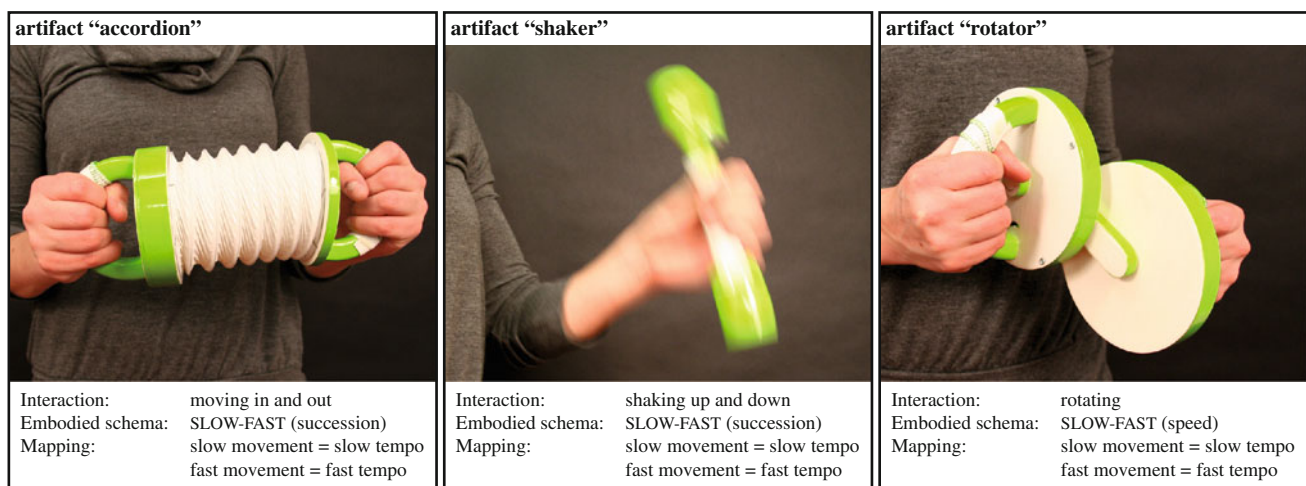 artifact “accordion”
Interaction: moving in and out
Embodied schema: SLOW-FAST (succession)
Mapping: slow movement = slow tempo
fast movement = fast tempo
artifact “shaker”
Interaction: shaking up and down
Embodied schema: SLOW-FAST (succession)
Mapping: slow movement = slow tempo
fast movement = fast tempo
artifact “rotator”
Interaction: rotating
Embodied schema: SLOW-FAST (speed)
Mapping: slow movement = slow tempo
fast movement = fast tempo